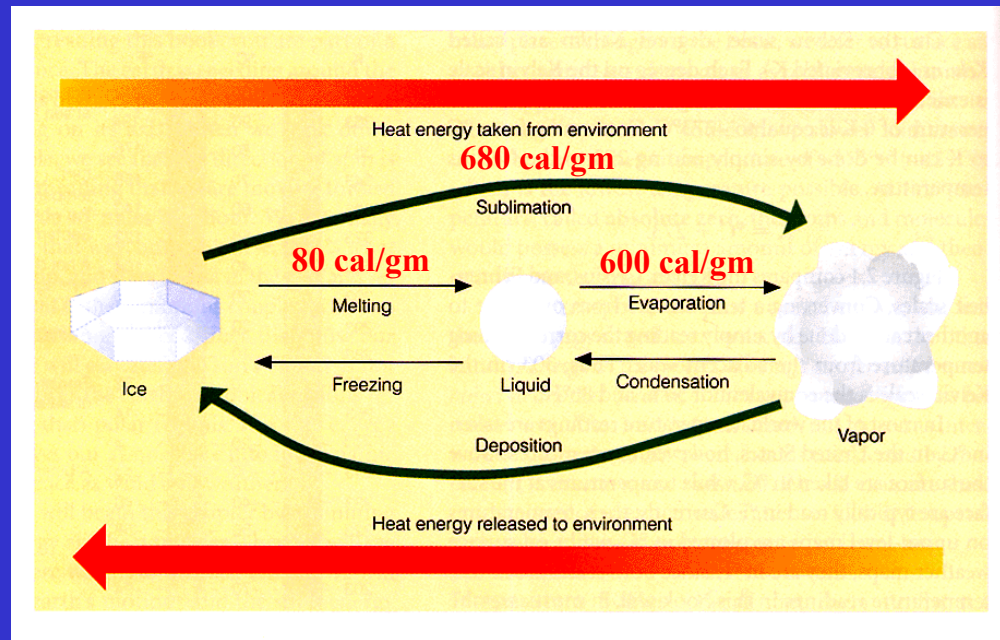 Heat energy taken from environment
680 cal/gm
Sublimation
80 cal/gm
600 cal/gm
Melting
Evaporation
Freezing
Liquid
Condensation
Ice
Vapor
Deposition
Heat energy released to environment